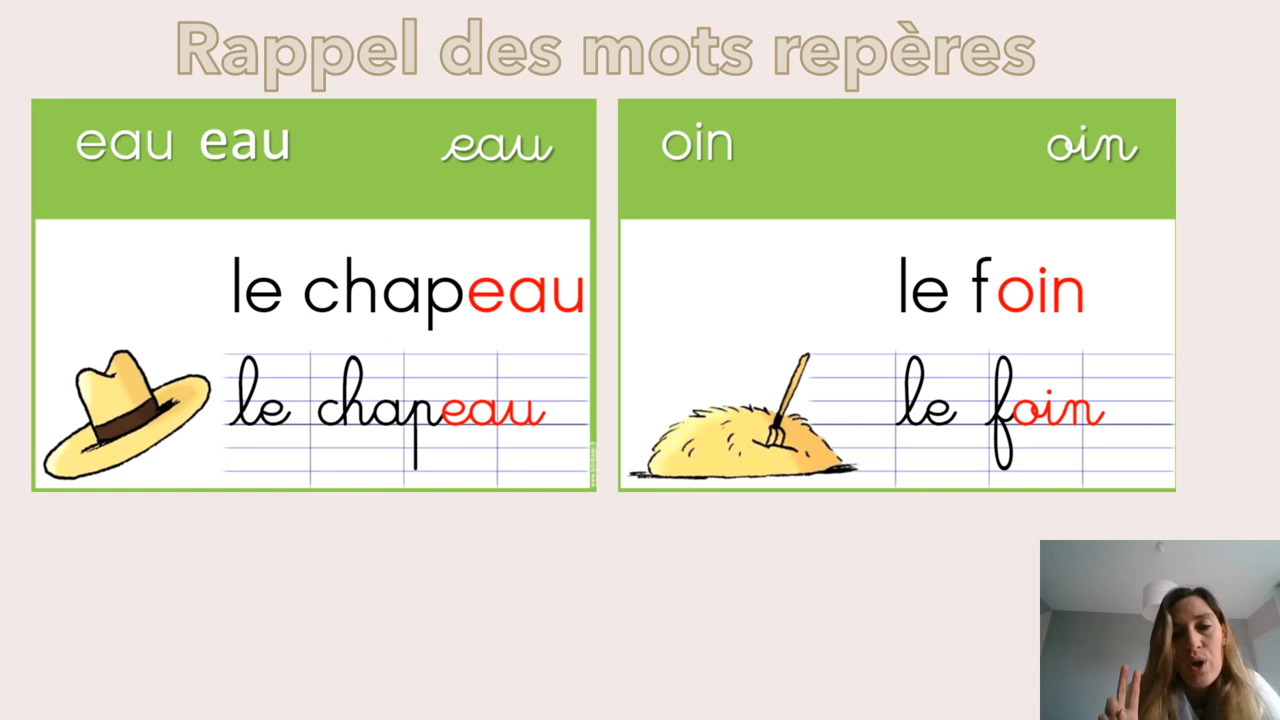 Rappel des mots repères
eau eau eau
le chapeau
le chapeau
oin oin
le foin
le foin